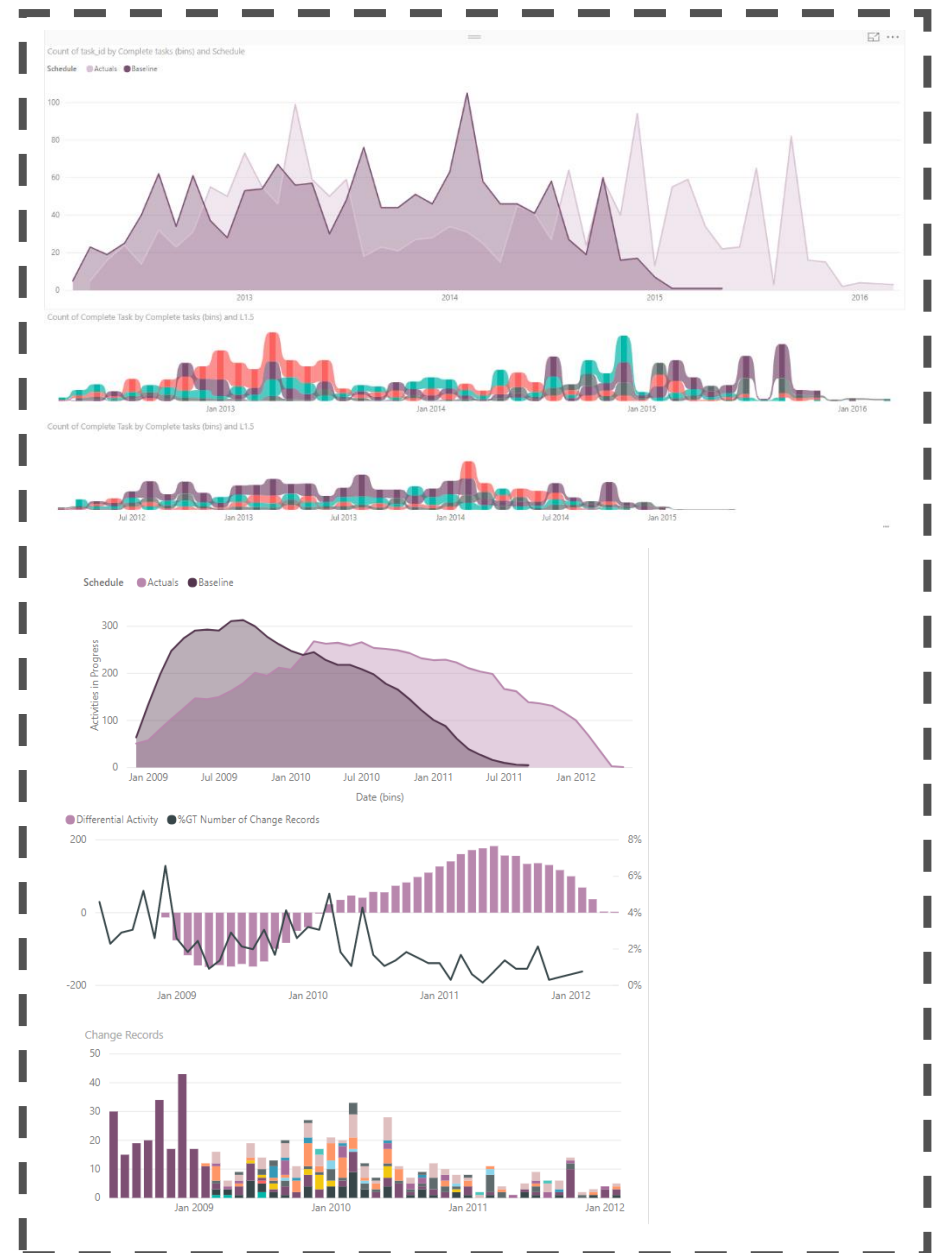 Count of task_id by Complete tasks (bins) and Schedule
Schedule Actuals Baseline
100
80
60
40
20
0
2013 2014 2015 2016
Count of Complete Task by Complete tasks (bins) and L1.5
Jan 2013 Jan 2014 Jan 2015 Jan 2016
Count of Complete Task by Complete tasks (bins) and L1.5
Jul 2012 Jan 2013 Jul 2013 Jan 2014 Jul 2014 Jan 2015
Schedule Actuals Baseline
Activities in Progress
300
200
100
0
Jan 2009 Jul 2009 Jan 2010 Jul 2010 Jan 2011 Jul 2011 Jan 2012
Date (bins)
Differential Activity %GT Number of Change Records
200 8%
6%
0 4%
2%
-200 0%
Jan 2009 Jan 2010 Jan 2011 Jan 2012
Change Records
50
40
30
20
10
0
Jan 2009 Jan 2010 Jan 2011 Jan 2012